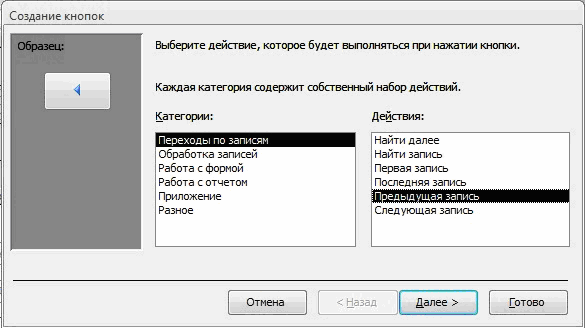 Создание кнопок
Образец:
Выберите действие, которое будет выполняться при нажатии кнопки.
Каждая категория содержит собственный набор действий.
Категории:
Переходы по записям
Обработка записей
Работа с формой
Работа с отчетом
Приложение
Разное
Действия:
Найти далее
Найти запись
Первая запись
Последняя запись
Предыдущая запись
Следующая запись
Отмена
< Назад
Далее >
Готово